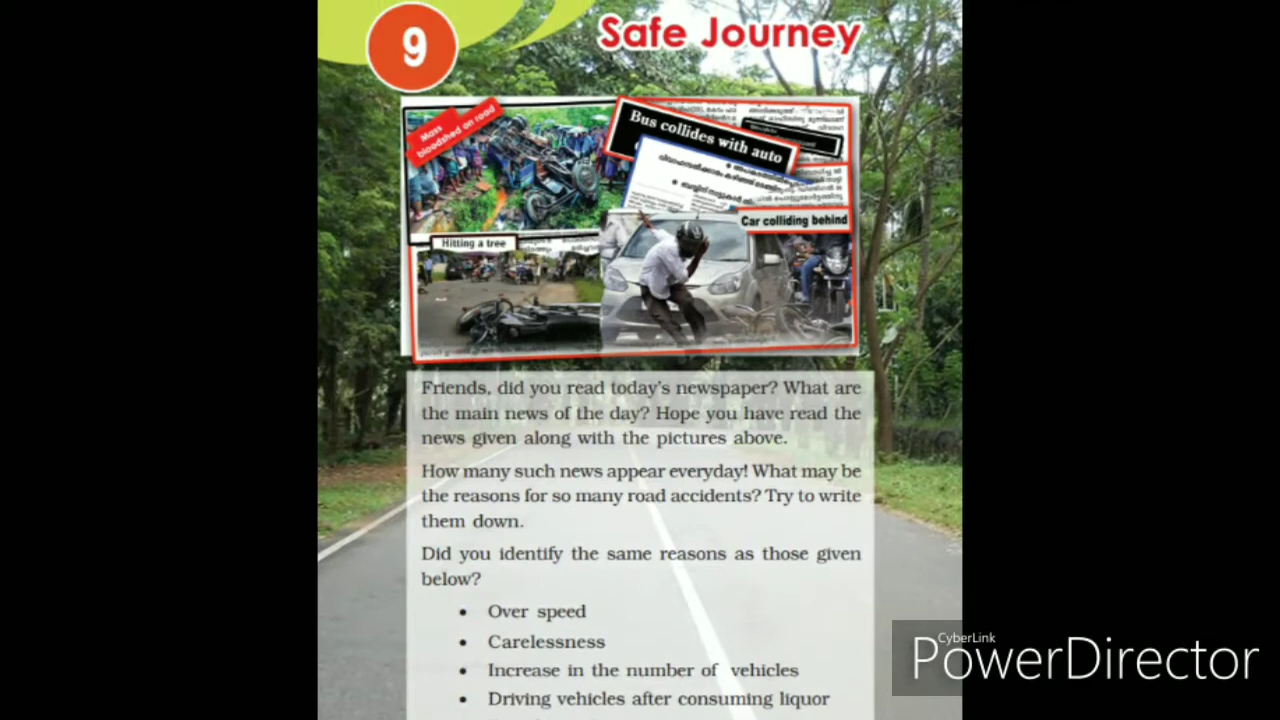 9
Safe Journey
Mass
bloodshed on road
Bus collides with auto
Car colliding behind
Hitting a tree
Friends, did you read today's newspaper? What are
the main news of the day? Hope you have read the
news given along with the pictures above.
How many such news appear everyday! What may be
the reasons for so many road accidents? Try to write
them down.
Did you identify the same reasons as those given
below?
• Over speed
• Carelessness
• Increase in the number of vehicles
• Driving vehicles after consuming liquor
CyberLink
PowerDirector